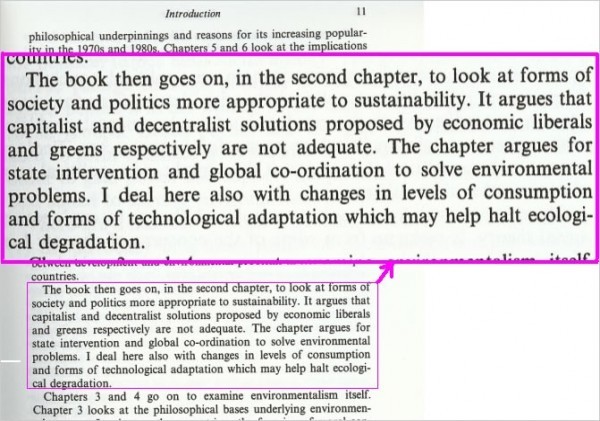 Introduction 11
philosophical underpinnings and reasons for its increasing popular-
ity in the 1970s and 1980s. Chapters 5 and 6 look at the implications
countries.
The book then goes on, in the second chapter, to look at forms of
society and politics more appropriate to sustainability. It argues that
capitalist and decentralist solutions proposed by economic liberals
and greens respectively are not adequate. The chapter argues for
state intervention and global co-ordination to solve environmental
problems. I deal here also with changes in levels of consumption
and forms of technological adaptation which may help halt ecologi-
cal degradation.
environmentalism itself.
countries.
The book then goes on, in the second chapter, to look at forms of
society and politics more appropriate to sustainability. It argues that
capitalist and decentralist solutions proposed by economic liberals
and greens respectively are not adequate. The chapter argues for
state intervention and global co-ordination to solve environmental
problems. I deal here also with changes in levels of consumption
and forms of technological adaptation which may help halt ecologi-
cal degradation.
Chapters 3 and 4 go on to examine environmentalism itself.
Chapter 3 looks at the philosophical bases underlying environmen-